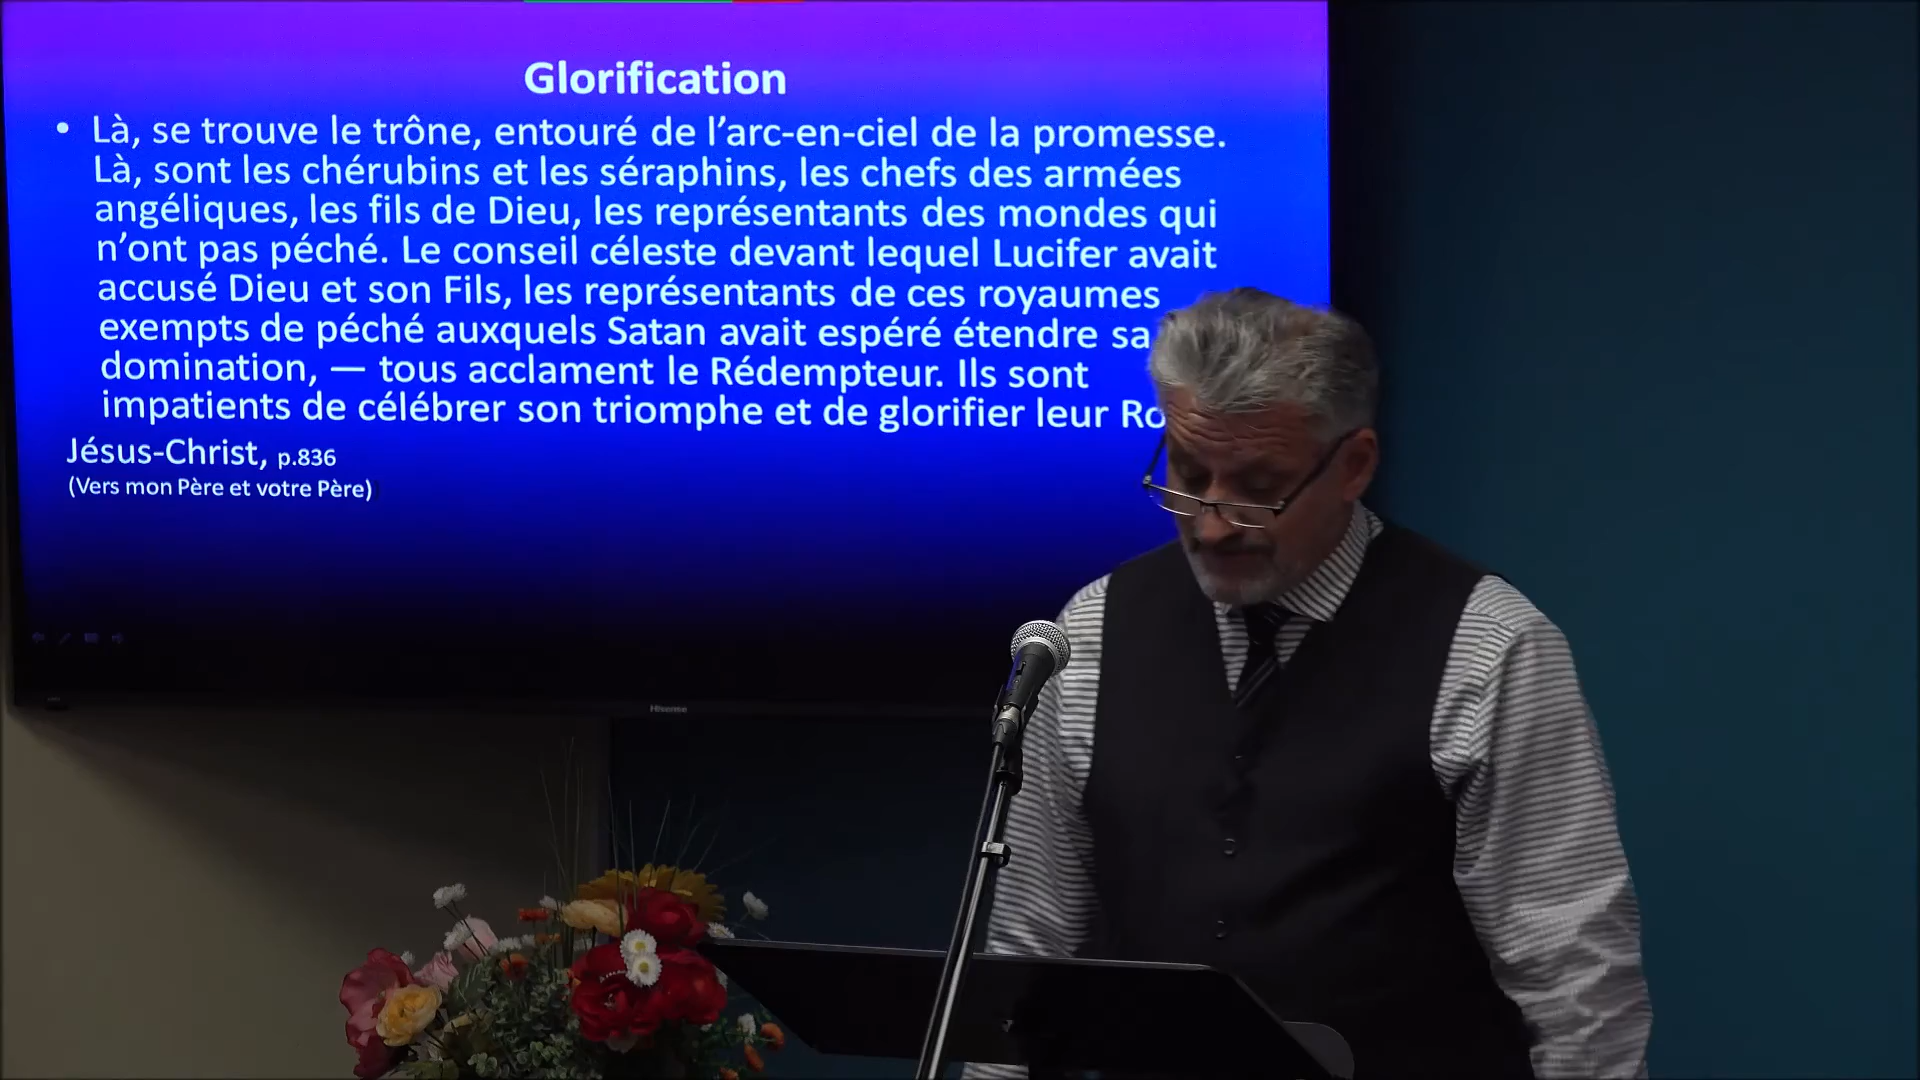 Glorification
• Là, se trouve le trône, entouré de l'arc-en-ciel de la promesse.
Là, sont les chérubins et les séraphins, les chefs des armées
angéliques, les fils de Dieu, les représentants des mondes qui
n'ont pas péché. Le conseil céleste devant lequel Lucifer avait
accusé Dieu et son Fils, les représentants de ces royaumes
exempts de péché auxquels Satan avait espéré étendre sa
domination, — tous acclament le Rédempteur. Ils sont
impatients de célébrer son triomphe et de glorifier leur
Jésus-Christ, p.836
(Vers mon Père et votre Père)
Hisense